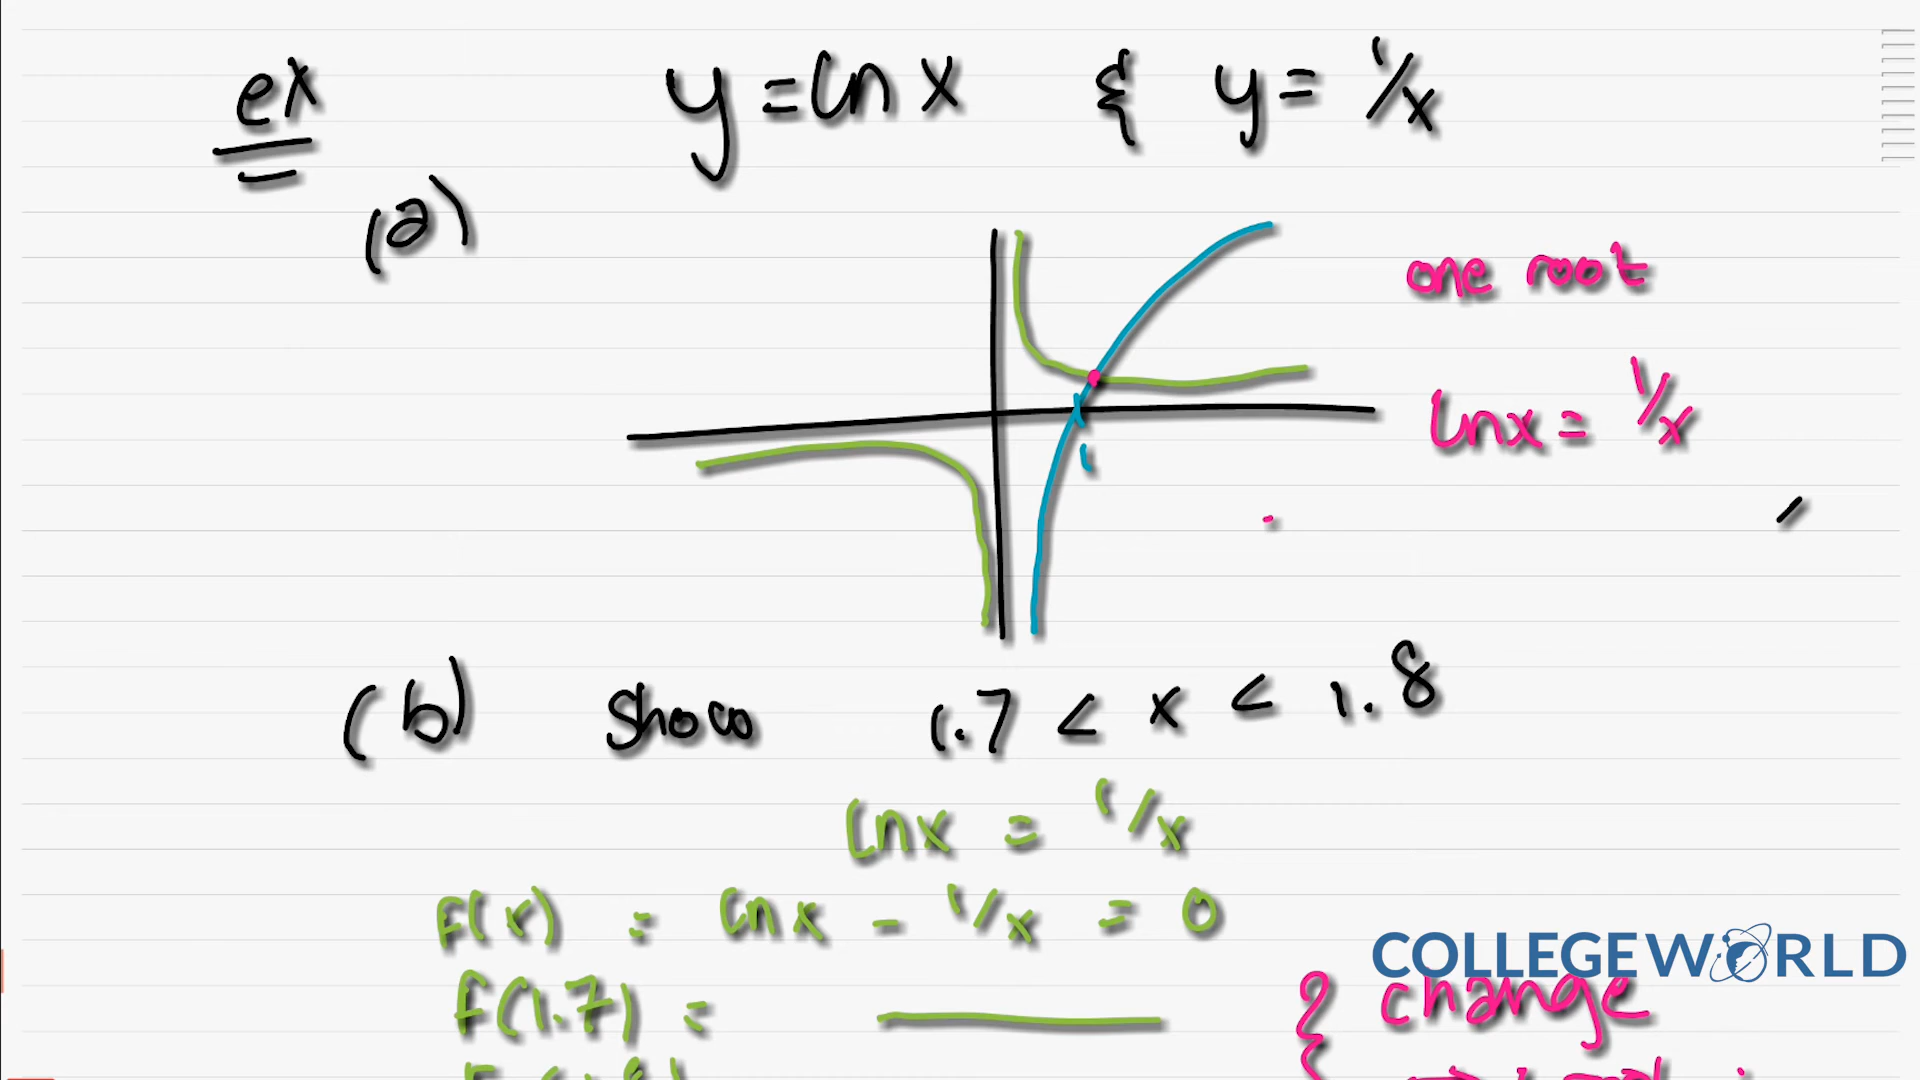 ex
y = ln x & y = 1/x
(a)
one root
ln x = 1/x
1
(b) Show 1.7 < x < 1.8
ln x = 1/x
F(x) = ln x - 1/x = 0
COLLEGEWORLD
F(1.7) = } change